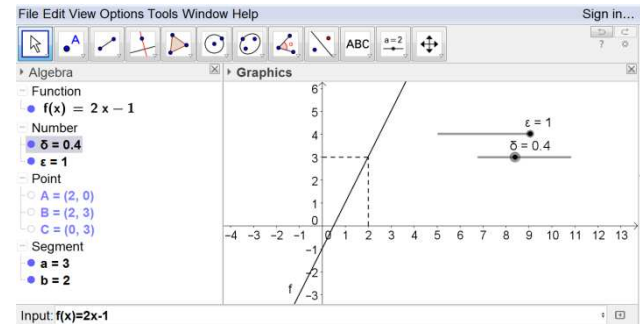 File Edit View Options Tools Window Help
Sign in...
A
ABC
a=2
?
Algebra
Graphics
Function
f(x) = 2 x − 1
Number
δ = 0.4
ε = 1
Point
A = (2, 0)
B = (2, 3)
C = (0, 3)
Segment
a = 3
b = 2
6
5
4
3
2
1
0
−1
−2
−3
−4 −3 −2 −1 0 1 2 3 4 5 6 7 8 9 10 11 12 13
ε = 1
δ = 0.4
f
Input: f(x)=2x-1